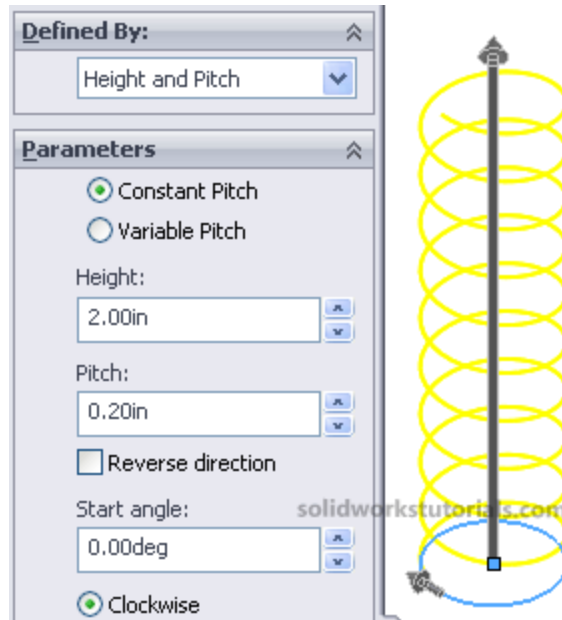 Defined By:
Height and Pitch
Parameters
Constant Pitch
Variable Pitch
Height:
2.00in
Pitch:
0.20in
Reverse direction
Start angle:
solidworkstutorials.com
0.00deg
Clockwise